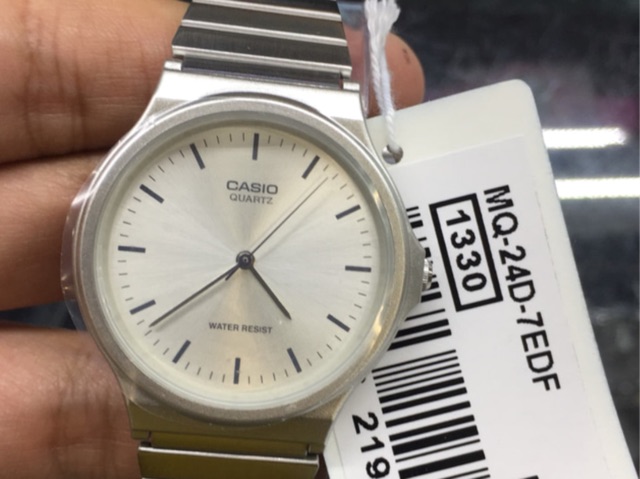 CASIO
QUARTZ
WATER RESIST
MQ-24D-7EDF
1330
219